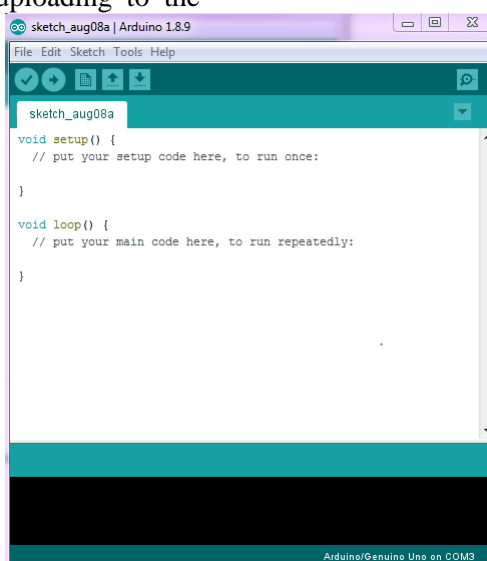 uploading to the
sketch_aug08a | Arduino 1.8.9
File Edit Sketch Tools Help
sketch_aug08a
void setup() {
  // put your setup code here, to run once:
}
void loop() {
  // put your main code here, to run repeatedly:
}
Arduino/Genuino Uno on COM3